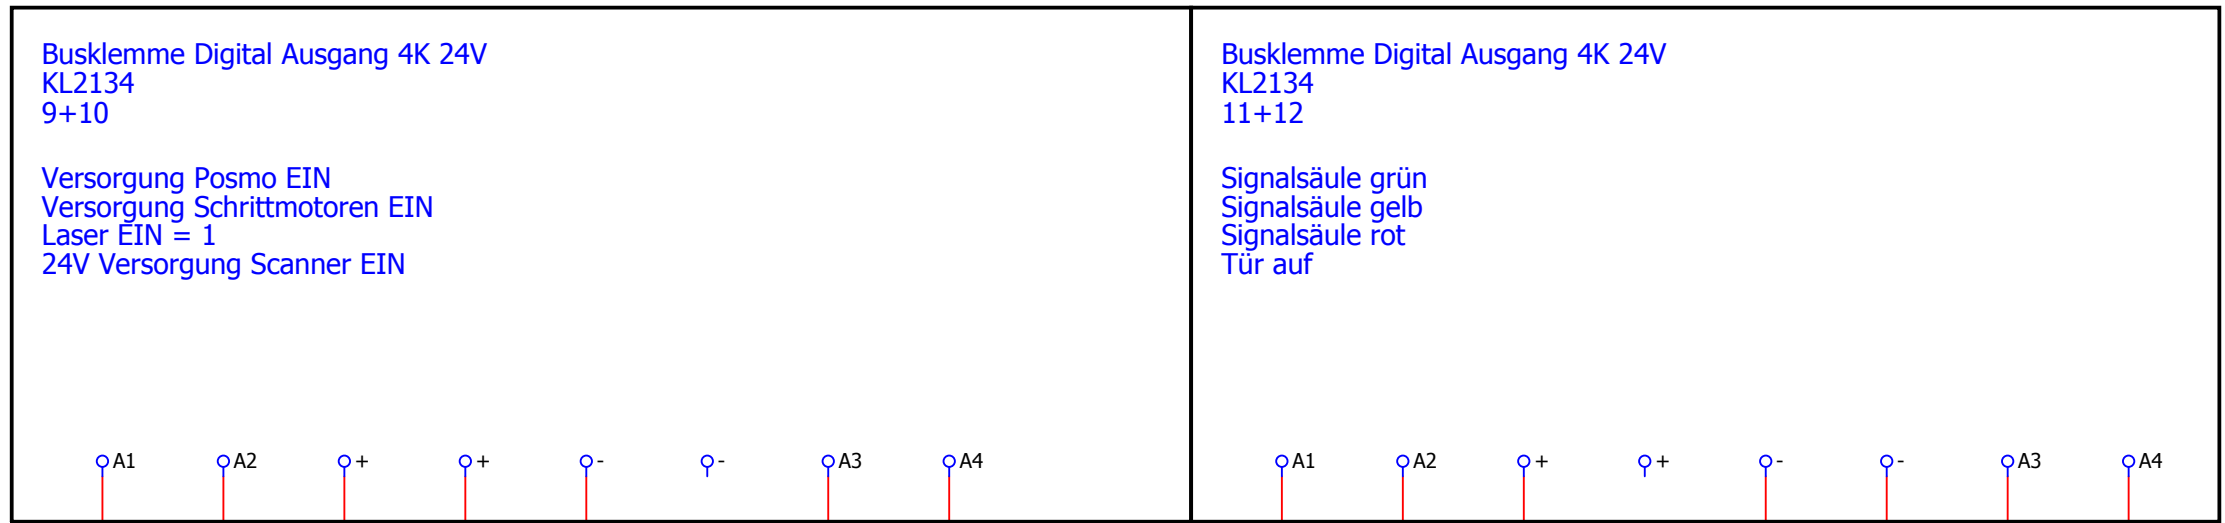 Busklemme Digital Ausgang 4K 24V
KL2134
9+10
Versorgung Posmo EIN
Versorgung Schrittmotoren EIN
Laser EIN = 1
24V Versorgung Scanner EIN
A1 A2 + + - - A3 A4
Busklemme Digital Ausgang 4K 24V
KL2134
11+12
Signalsäule grün
Signalsäule gelb
Signalsäule rot
Tür auf
A1 A2 + + - - A3 A4